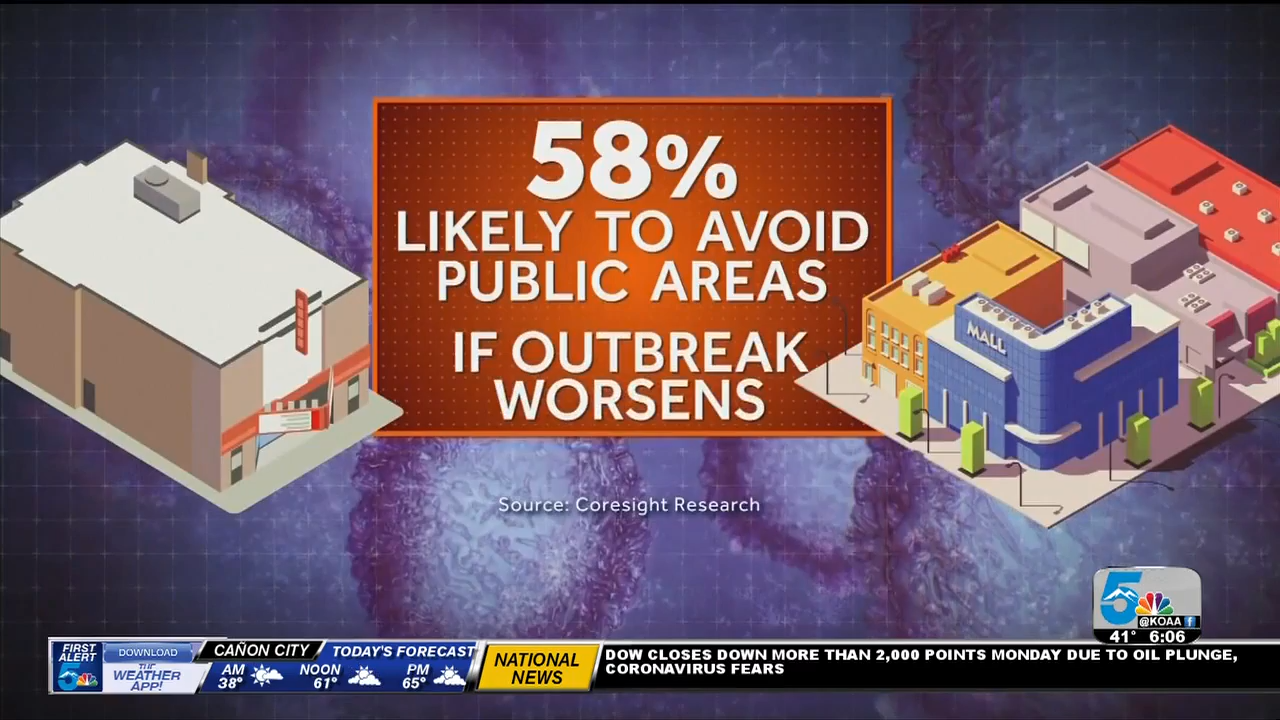 58%
LIKELY TO AVOID
PUBLIC AREAS
IF OUTBREAK
WORSENS
MALL
Source: Coresight Research
5
@KOAA f
41° 6:06
FIRST
ALERT
5
DOWNLOAD
THE
WEATHER
APP!
CAÑON CITY
TODAY'S FORECAST
AM
38°
NOON
61°
PM
65°
NATIONAL
NEWS
DOW CLOSES DOWN MORE THAN 2,000 POINTS MONDAY DUE TO OIL PLUNGE,
CORONAVIRUS FEARS